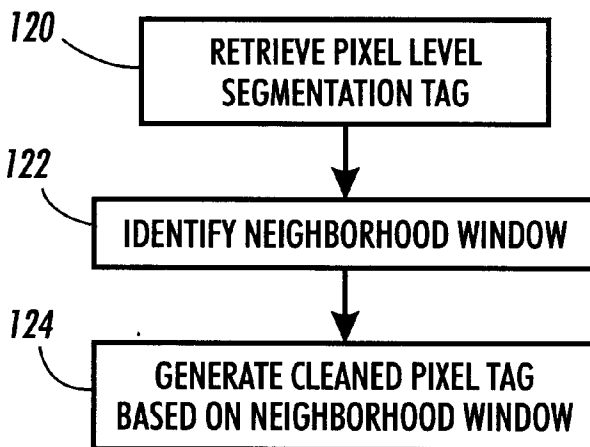 120
RETRIEVE PIXEL LEVEL
SEGMENTATION TAG
122
IDENTIFY NEIGHBORHOOD WINDOW
124
GENERATE CLEANED PIXEL TAG
BASED ON NEIGHBORHOOD WINDOW